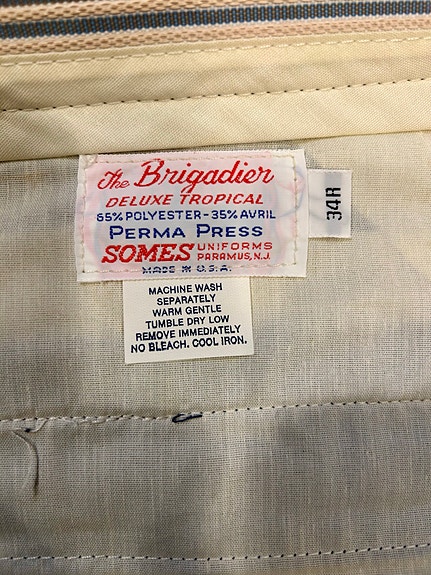 The Brigadier
DELUXE TROPICAL
65% POLYESTER - 35% AVRIL
PERMA PRESS
SOMES UNIFORMS
PARAMUS, N.J.
MADE IN U.S.A.
34R
MACHINE WASH
SEPARATELY
WARM GENTLE
TUMBLE DRY LOW
REMOVE IMMEDIATELY
NO BLEACH. COOL IRON.